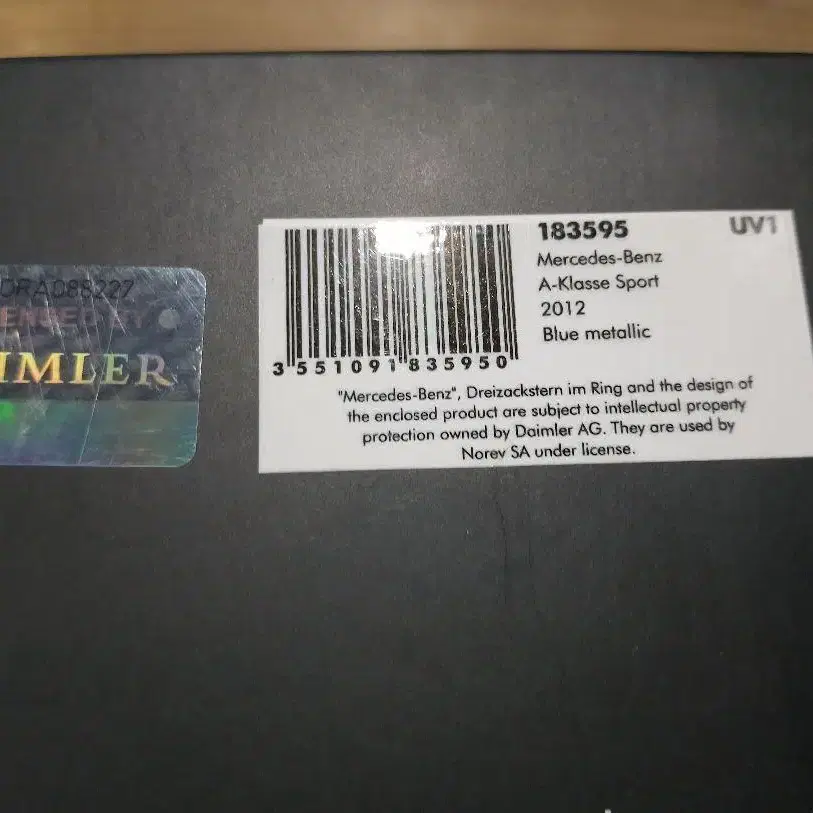 183595 UV1
Mercedes-Benz
A-Klasse Sport
2012
Blue metallic
3 551091 835950
"Mercedes-Benz", Dreizackstern im Ring and the design of
the enclosed product are subject to intellectual property
protection owned by Daimler AG. They are used by
Norev SA under license.
DRA088227
IMLER